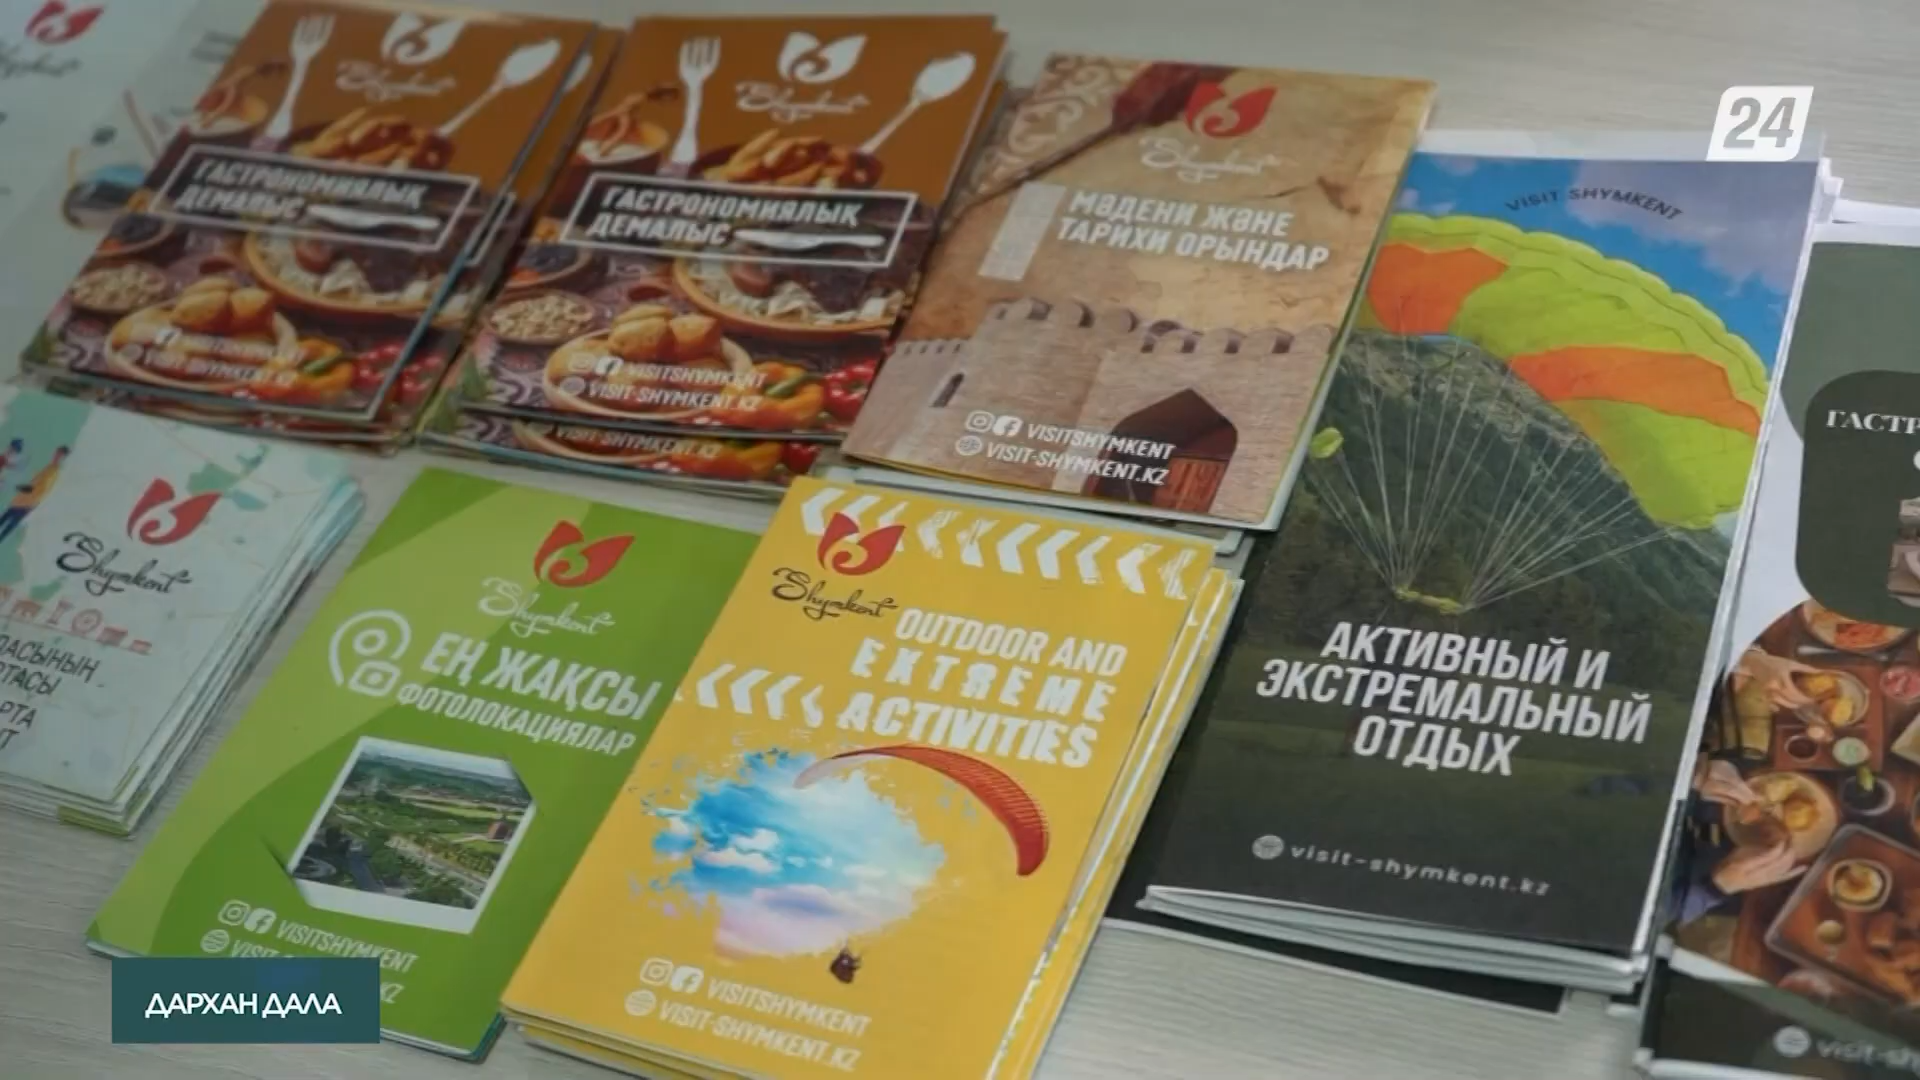 Shymkent
ГАСТРОНОМИЯЛЫҚ
ДЕМАЛЫС
Shymkent
ГАСТРОНОМИЯЛЫҚ
ДЕМАЛЫС
VISITSHYMKENT
VISIT-SHYMKENT.KZ
VISIT-SHYMKENT.KZ
Shymkent
МӘДЕНИ ЖӘНЕ
ТАРИХИ ОРЫНДАР
VISITSHYMKENT
VISIT-SHYMKENT.KZ
24
VISIT SHYMKENT
АКТИВНЫЙ И
ЭКСТРЕМАЛЬНЫЙ
ОТДЫХ
visit-shymkent.kz
Shymkent
Shymkent
ЕҢ ЖАҚСЫ
ФОТОЛОКАЦИЯЛАР
VISITSHYMKENT
Shymkent
OUTDOOR AND
EXTREME
ACTIVITIES
VISITSHYMKENT
VISIT-SHYMKENT.KZ
ДАРХАН ДАЛА